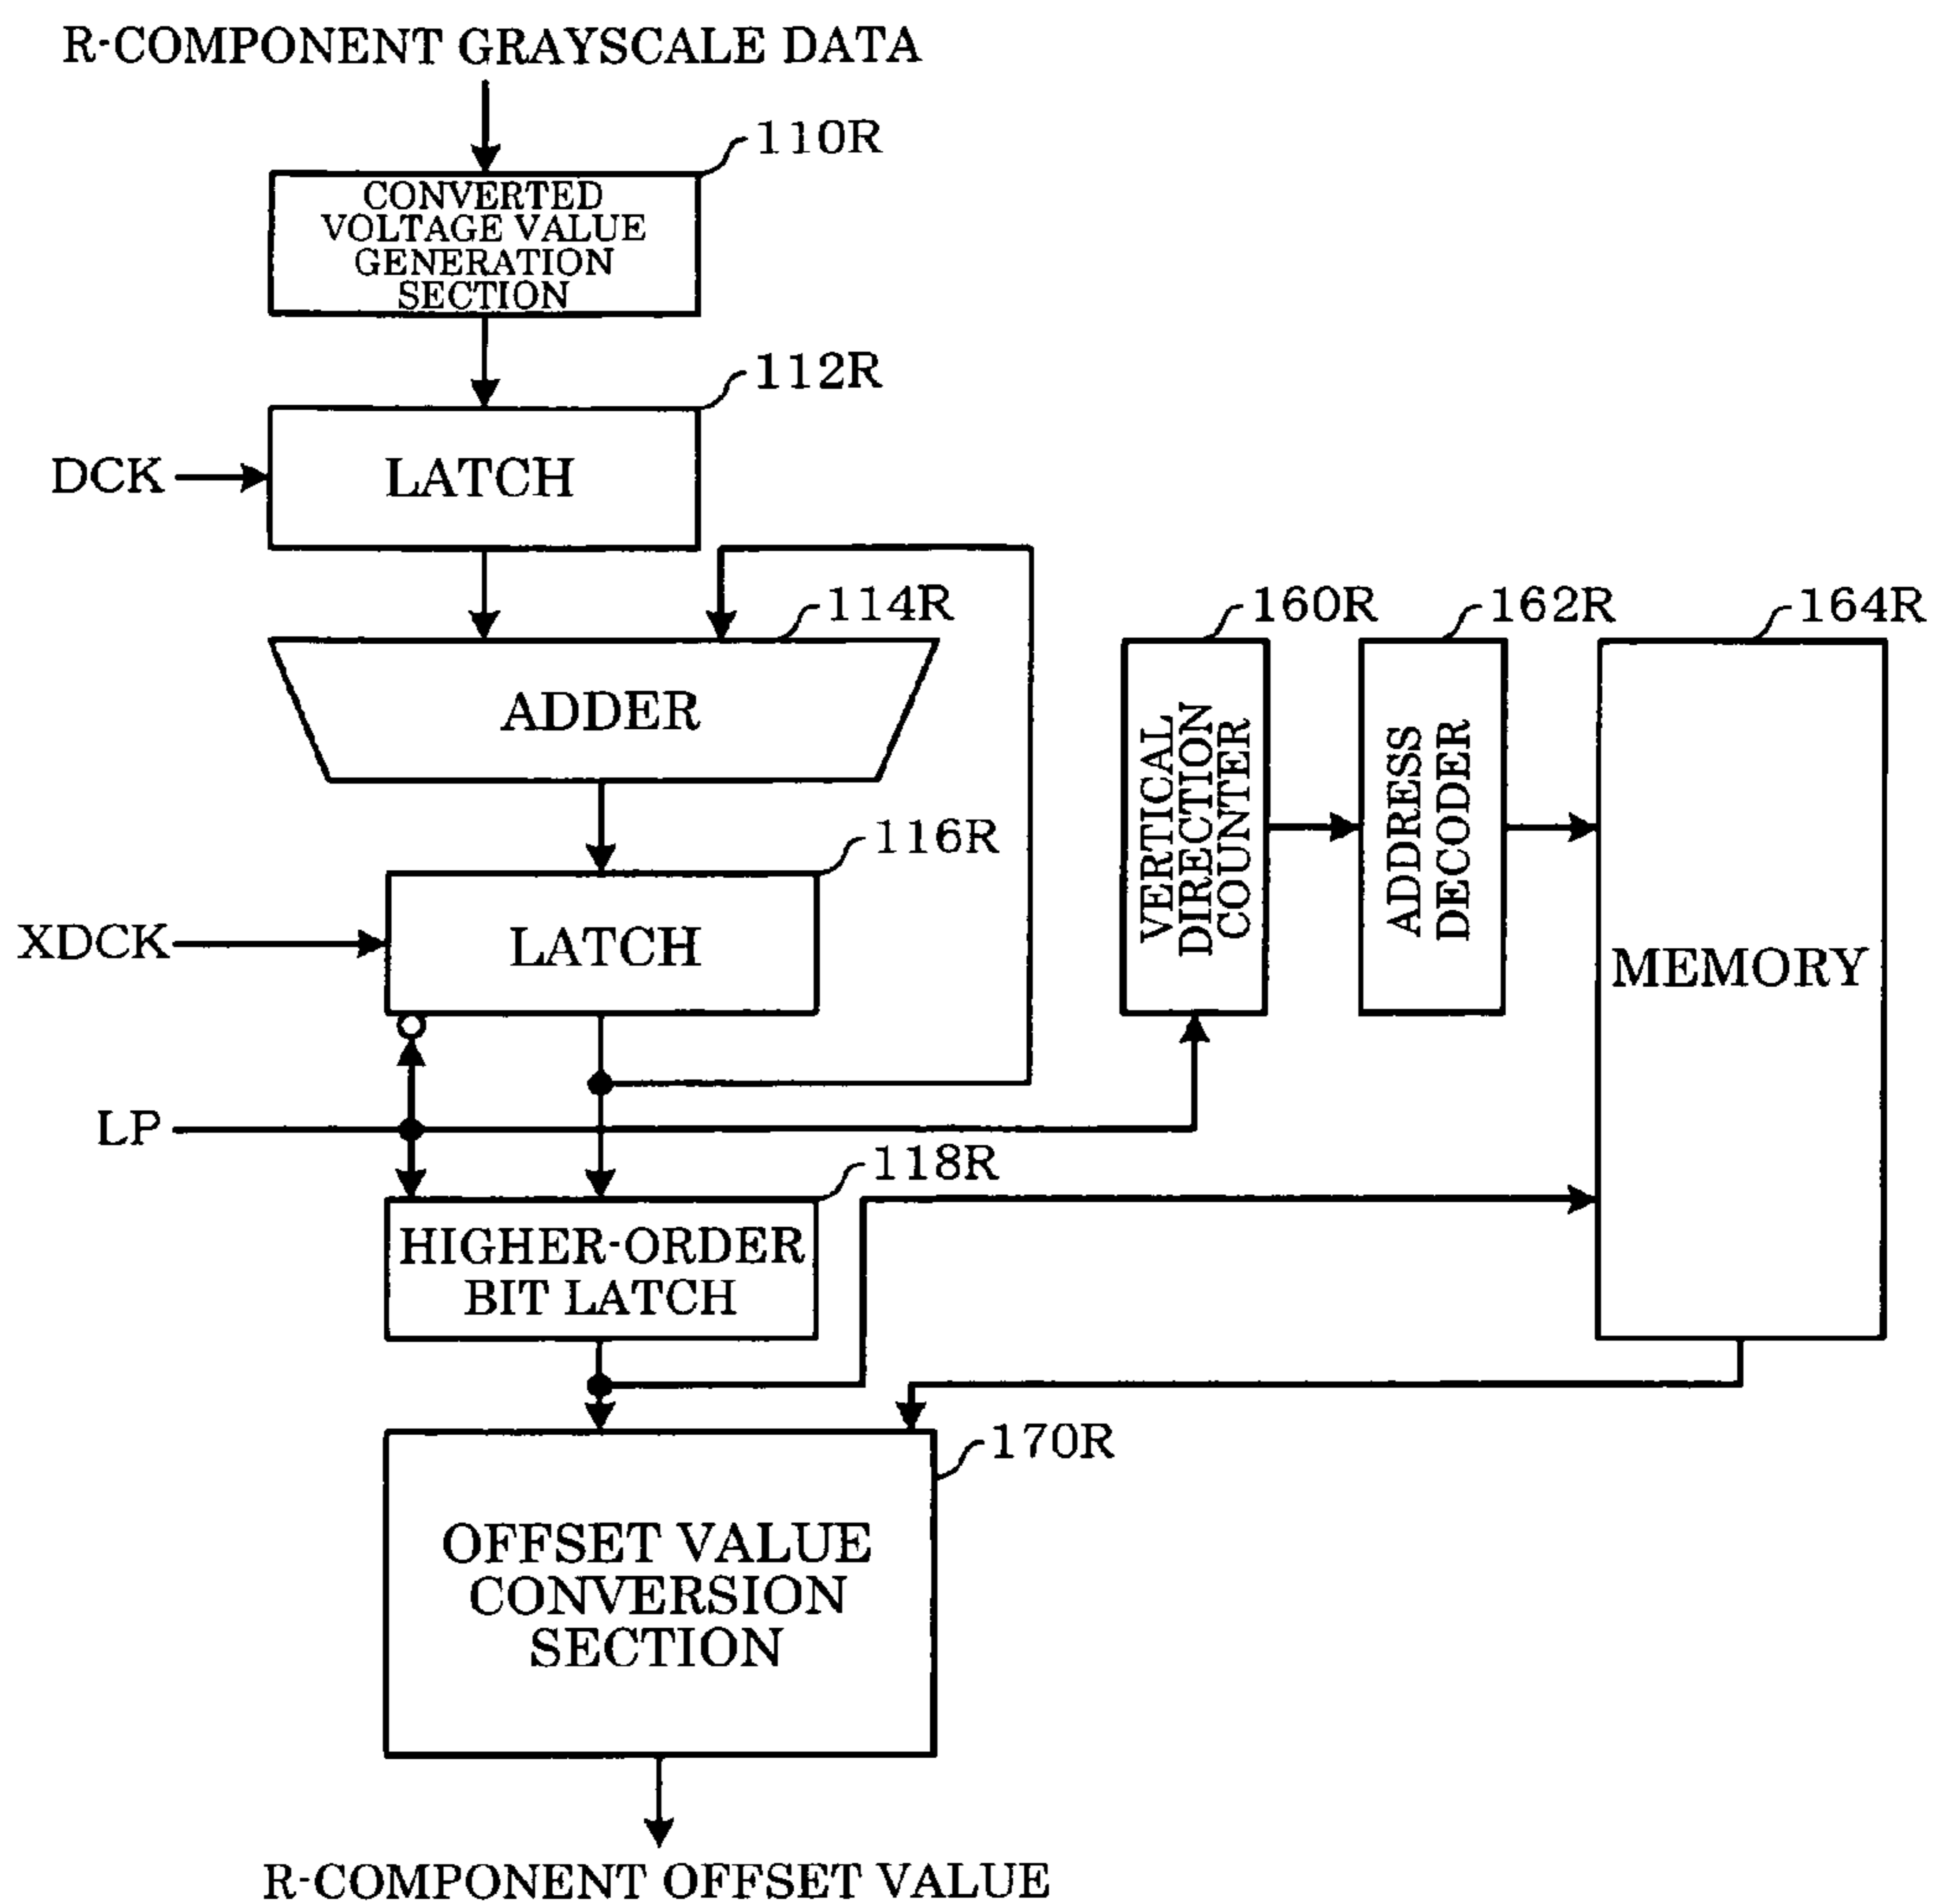 R-COMPONENT GRAYSCALE DATA
110R
CONVERTED
VOLTAGE VALUE
GENERATION
SECTION
112R
DCK
LATCH
114R
160R
162R
164R
ADDER
VERTICAL
DIRECTION
COUNTER
ADDRESS
DECODER
MEMORY
116R
XDCK
LATCH
LP
118R
HIGHER-ORDER
BIT LATCH
170R
OFFSET VALUE
CONVERSION
SECTION
R-COMPONENT OFFSET VALUE